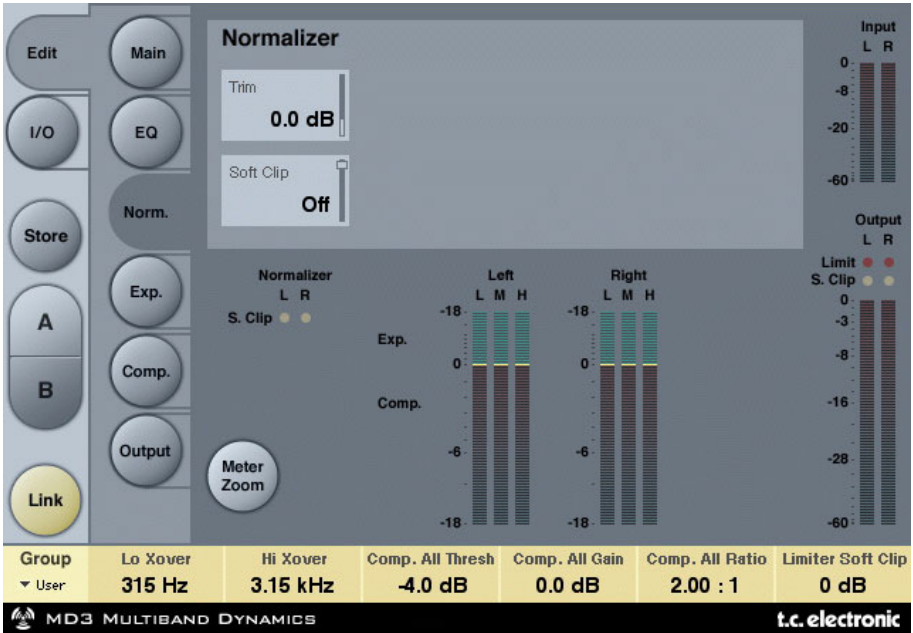 Edit
I/O
Store
A
B
Link
Main
EQ
Norm.
Exp.
Comp.
Output
Normalizer
Trim
0.0 dB
Soft Clip
Off
Normalizer
L R
S. Clip
Meter
Zoom
Exp.
Comp.
Left
L M H
-18
0
-6
-18
Right
L M H
-18
0
-6
-18
Input
L R
0
-8
-20
-60
Output
L R
Limit
S. Clip
0
-3
-8
-16
-28
-60
Group
User
Lo Xover
315 Hz
Hi Xover
3.15 kHz
Comp. All Thresh
-4.0 dB
Comp. All Gain
0.0 dB
Comp. All Ratio
2.00 : 1
Limiter Soft Clip
0 dB
MD3 MULTIBAND DYNAMICS
t.c. electronic